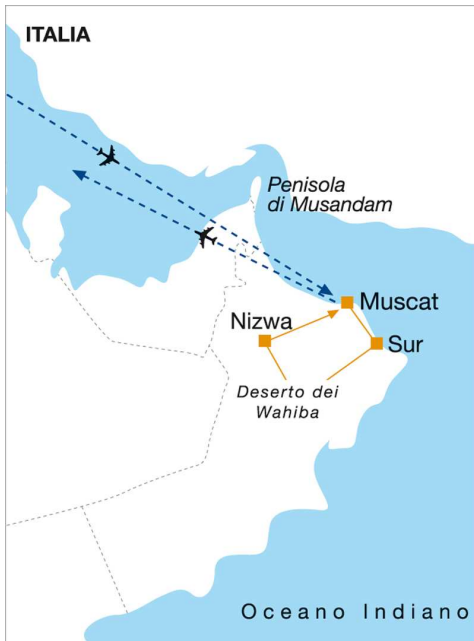 ITALIA
Penisola
di Musandam
Muscat
Nizwa
Sur
Deserto dei
Wahiba
Oceano Indiano